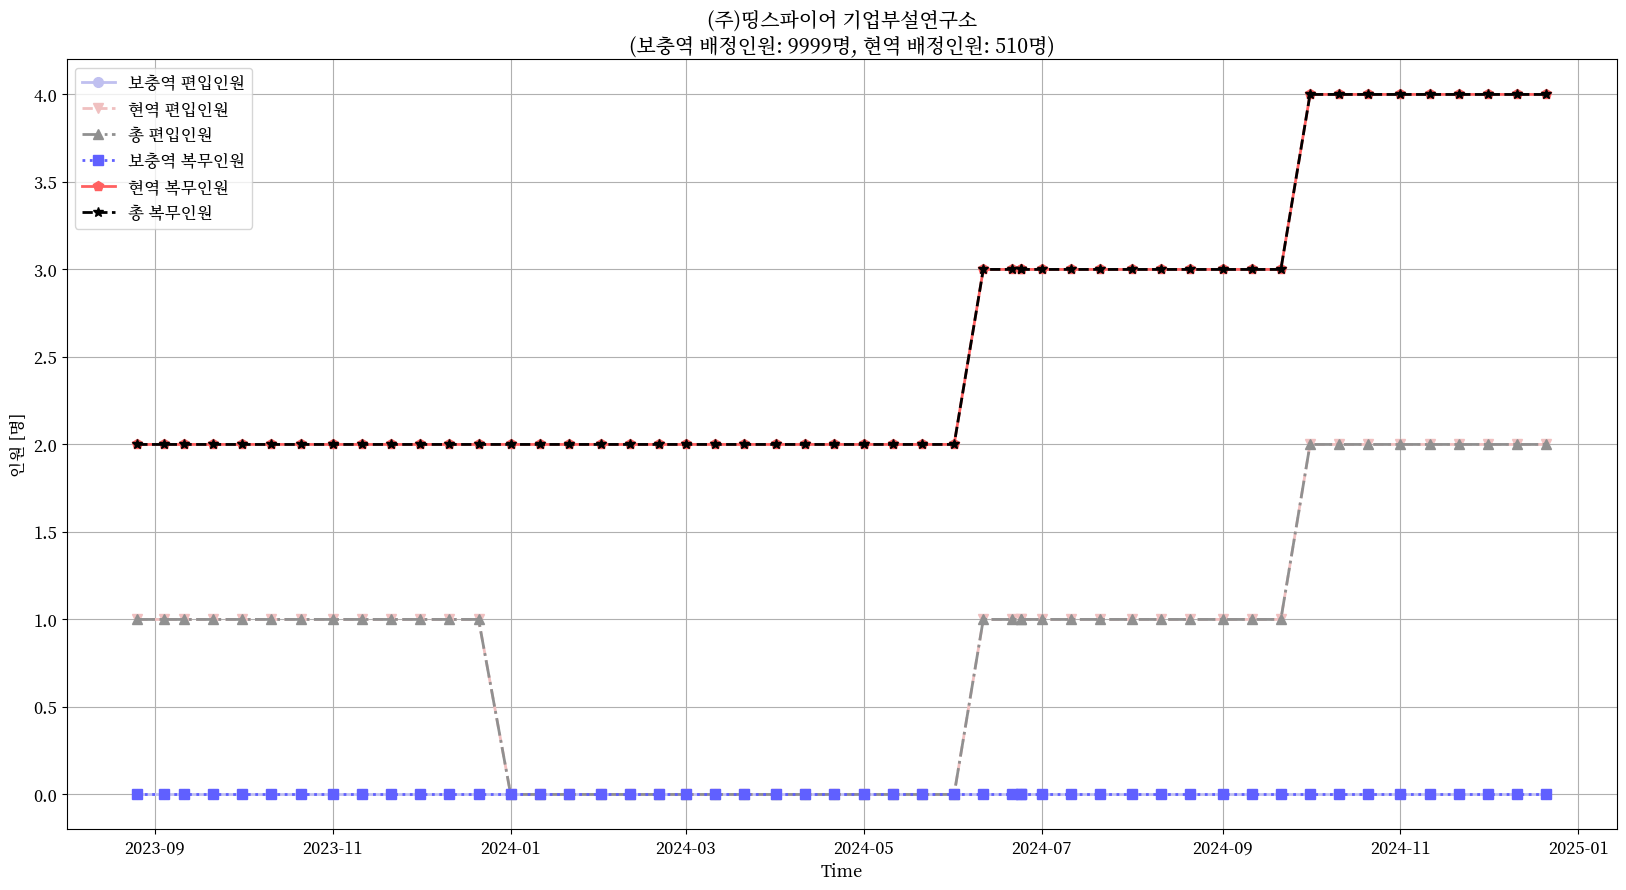 (주)띵스파이어 기업부설연구소
(보충역 배정인원: 9999명, 현역 배정인원: 510명)
보충역 편입인원
현역 편입인원
총 편입인원
보충역 복무인원
현역 복무인원
총 복무인원
4.0
3.5
3.0
2.5
2.0
1.5
1.0
0.5
0.0
인원 [명]
2023-09 2023-11 2024-01 2024-03 2024-05 2024-07 2024-09 2024-11 2025-01
Time